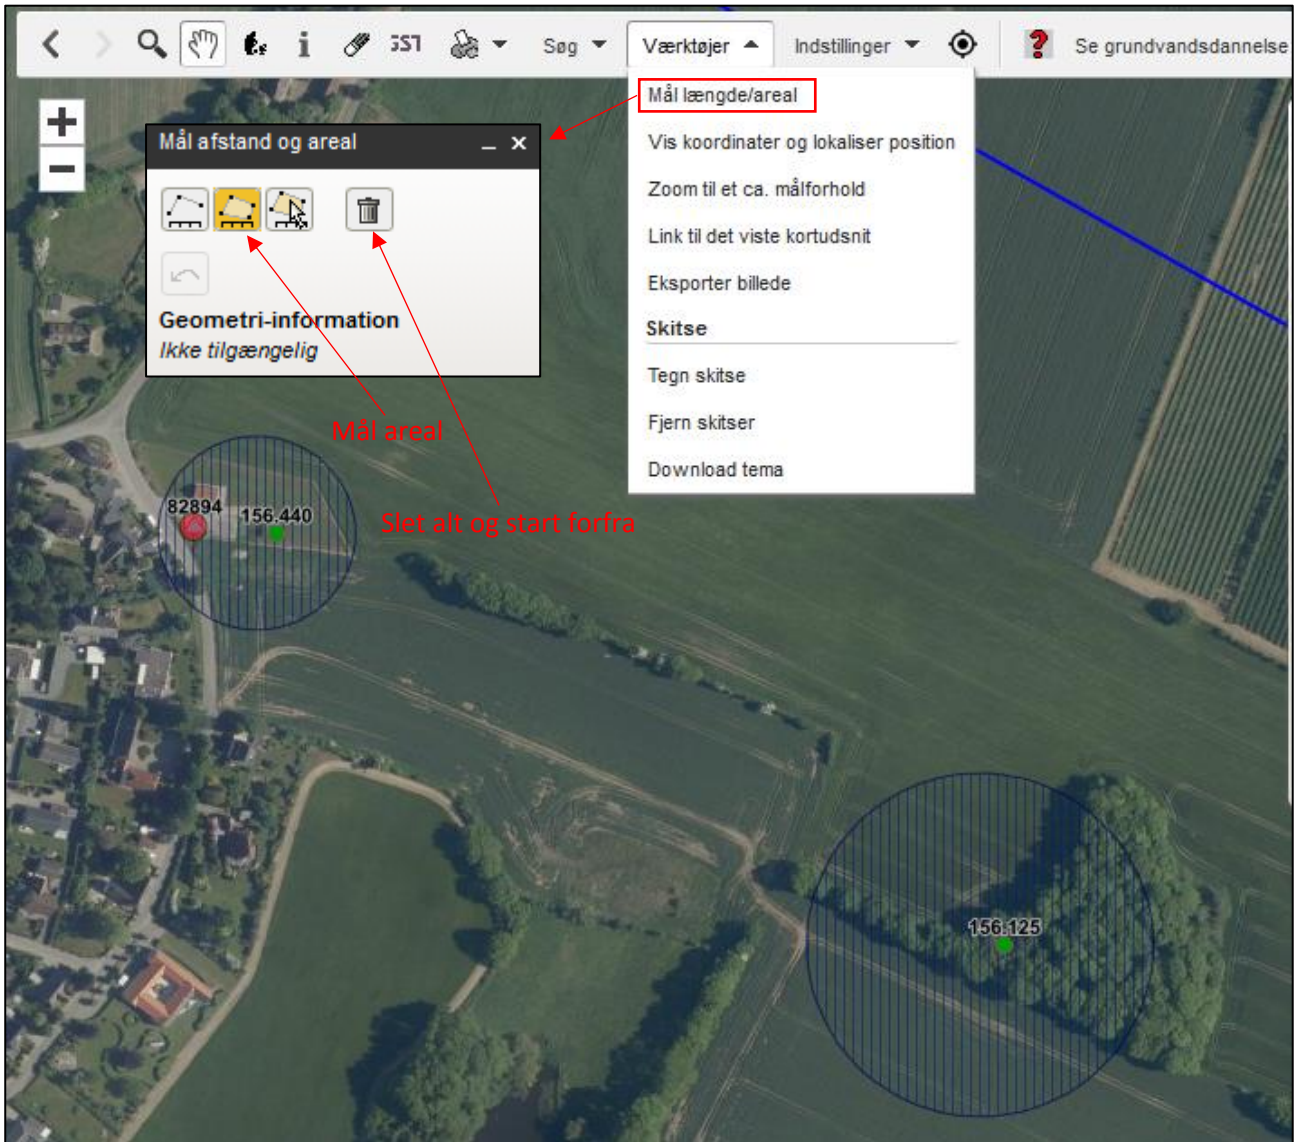 Søg
Værktøjer
Indstillinger
Se grundvandsdannelse
Mål længde/areal
Vis koordinater og lokaliser position
Zoom til et ca. målforhold
Link til det viste kortudsnit
Eksporter billede
Skitse
Tegn skitse
Fjern skitser
Download tema
Mål afstand og areal
Geometri-information
Ikke tilgængelig
Mål areal
Slet alt og start forfra
82894
156.440
156.125